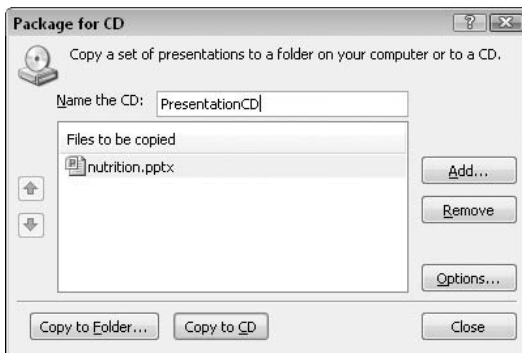 Package for CD
Copy a set of presentations to a folder on your computer or to a CD.
Name the CD: PresentationCD
Files to be copied
nutrition.pptx
Add...
Remove
Options...
Copy to Folder... Copy to CD Close